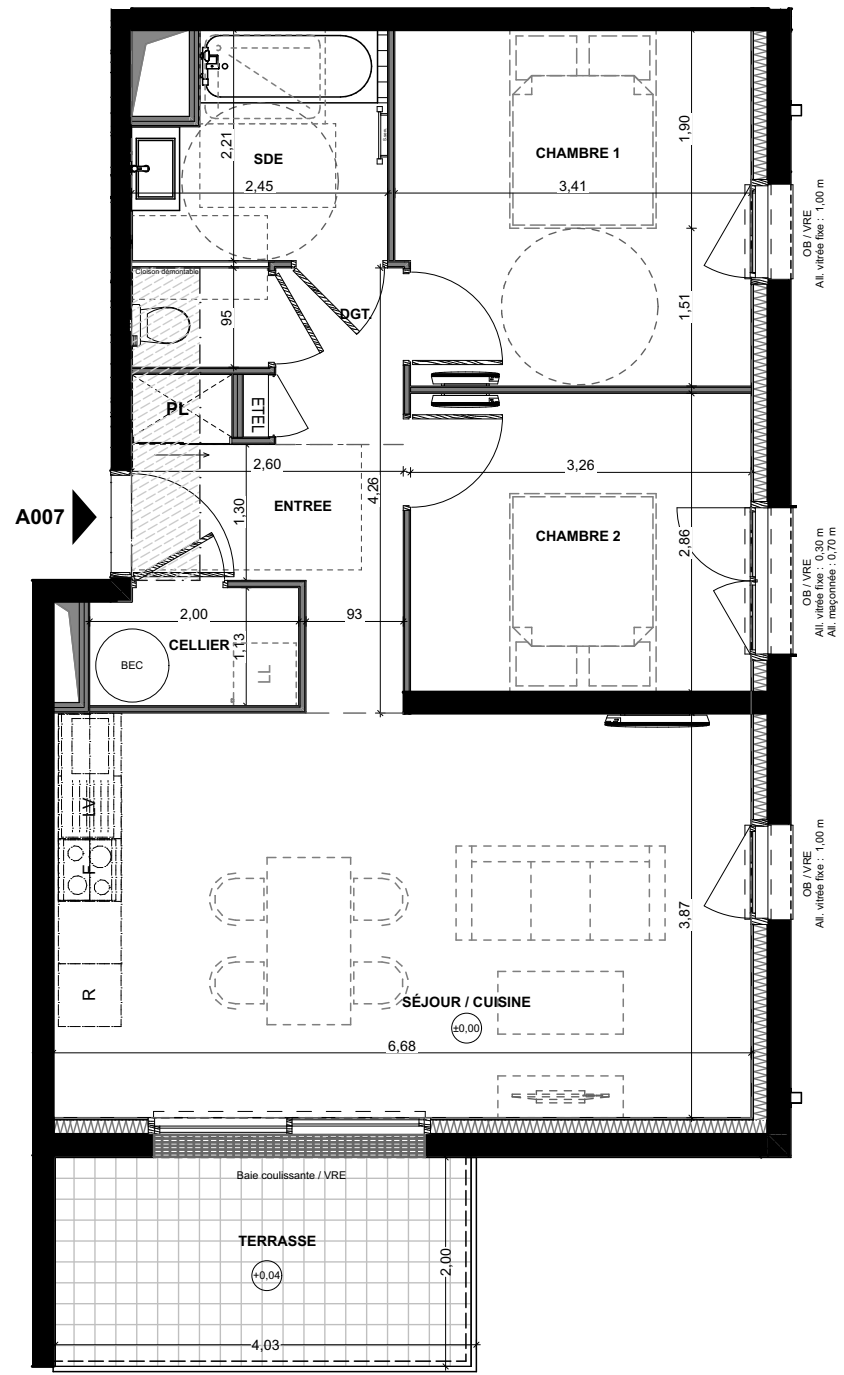 SDE
2,21
2,45
Sèm.
CHAMBRE 1
1,90
3,41
1,51
OB / VRE
All. vitrée fixe : 1,00 m
Cloison démontable
95
DGT.
PL
ETEL
2,60
4,26
1,30
ENTREE
A007
3,26
CHAMBRE 2
2,86
OB / VRE
All. vitrée fixe : 0,30 m
All. maçonnée : 0,70 m
2,00
93
CELLIER
1,13
BEC
LL
LV
F
R
3,87
OB / VRE
All. vitrée fixe : 1,00 m
SÉJOUR / CUISINE
±0,00
6,68
Baie coulissante / VRE
TERRASSE
+0,04
2,00
4,03